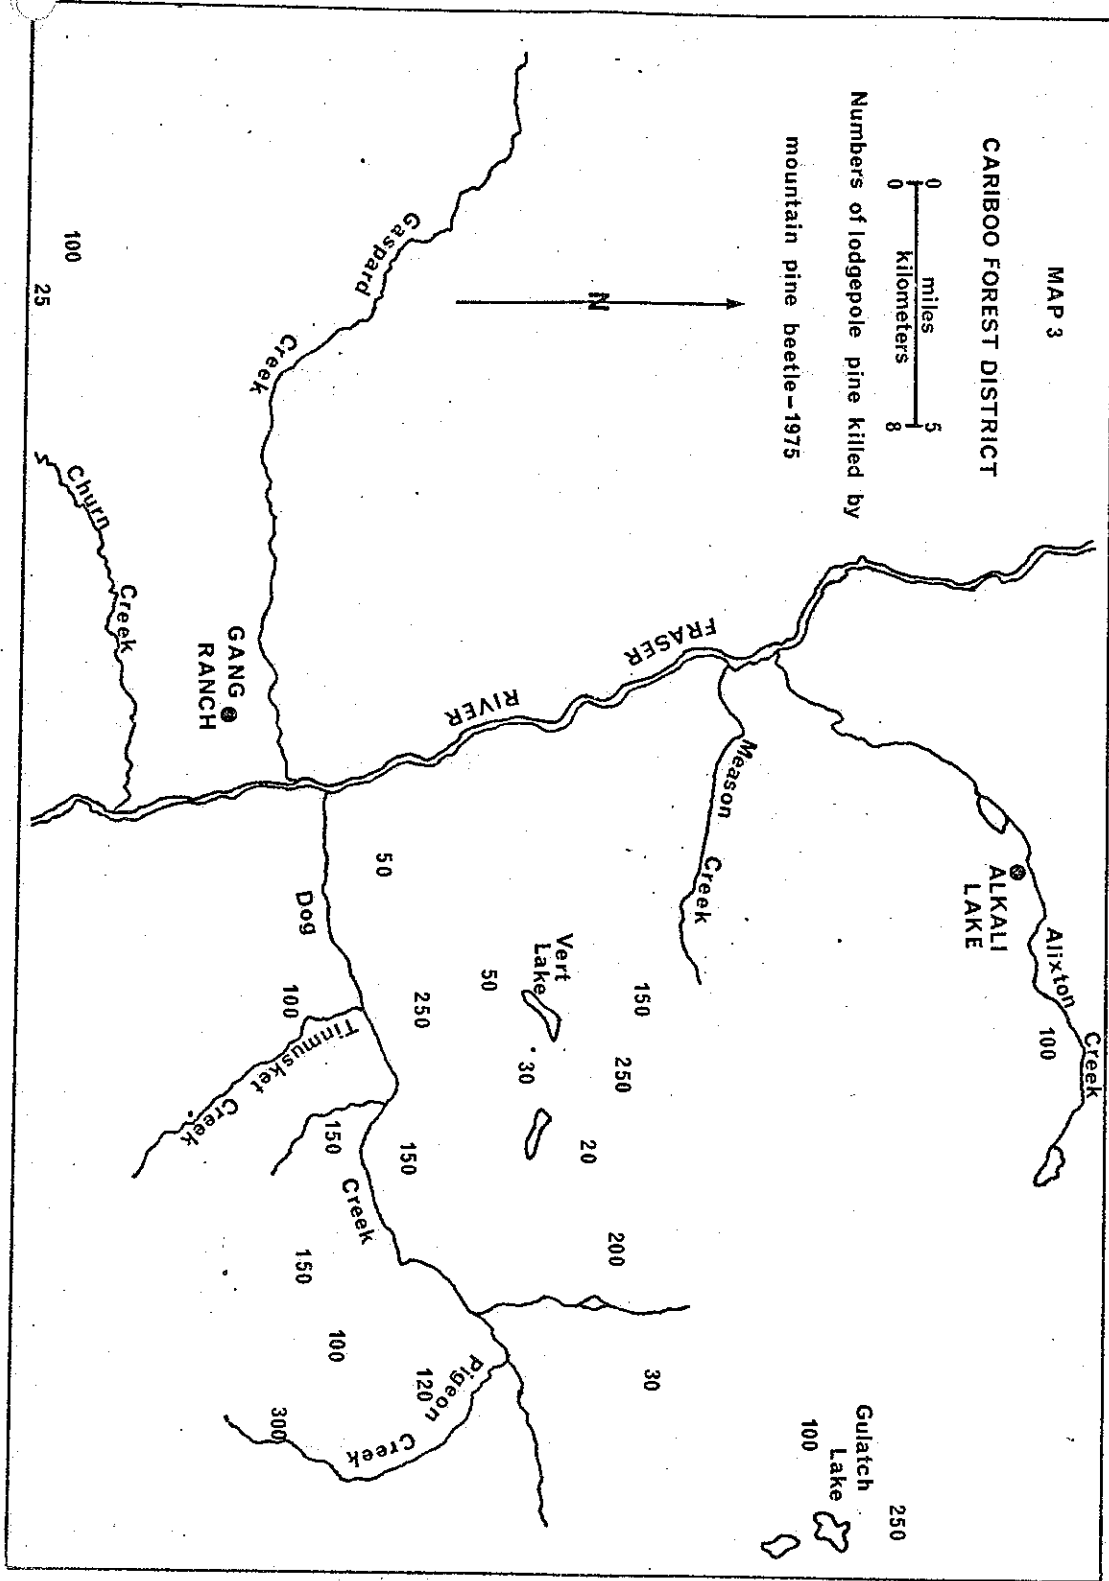 MAP 3
CARIBOO FOREST DISTRICT
0 miles 5
0 kilometers 8
Numbers of lodgepole pine killed by
mountain pine beetle-1975
N
Creek
Alixton
100
ALKALI
LAKE
250
Gulatch
Lake
100
FRASER
RIVER
Meason
Creek
150
250
20
200
30
Vert
Lake
30
50
50
250
150
Dog
Creek
100
Tinmusket Creek
150
150
100
120
Pigeon
Creek
300
Gaspard
Creek
GANG
RANCH
Churn
Creek
100
25